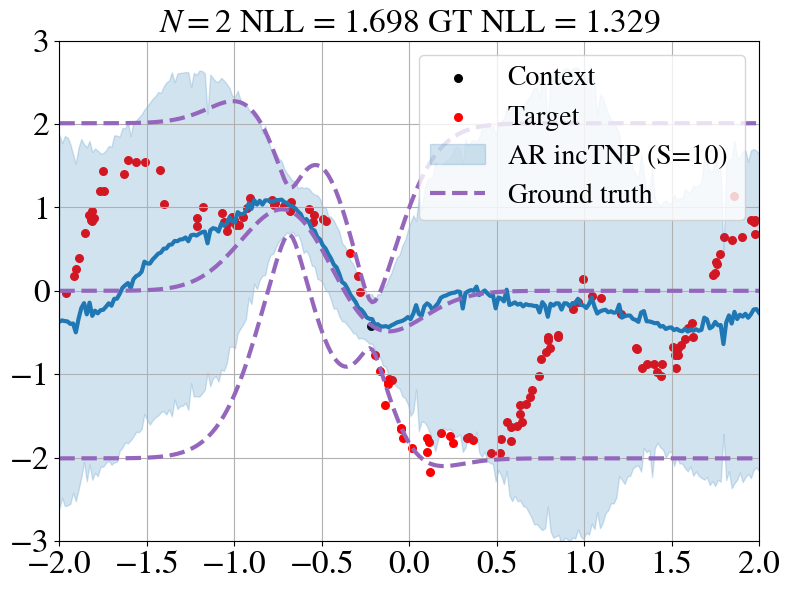 N = 2 NLL = 1.698 GT NLL = 1.329
3
2
1
0
−1
−2
−3
−2.0 −1.5 −1.0 −0.5 0.0 0.5 1.0 1.5 2.0
Context
Target
AR incTNP (S=10)
Ground truth